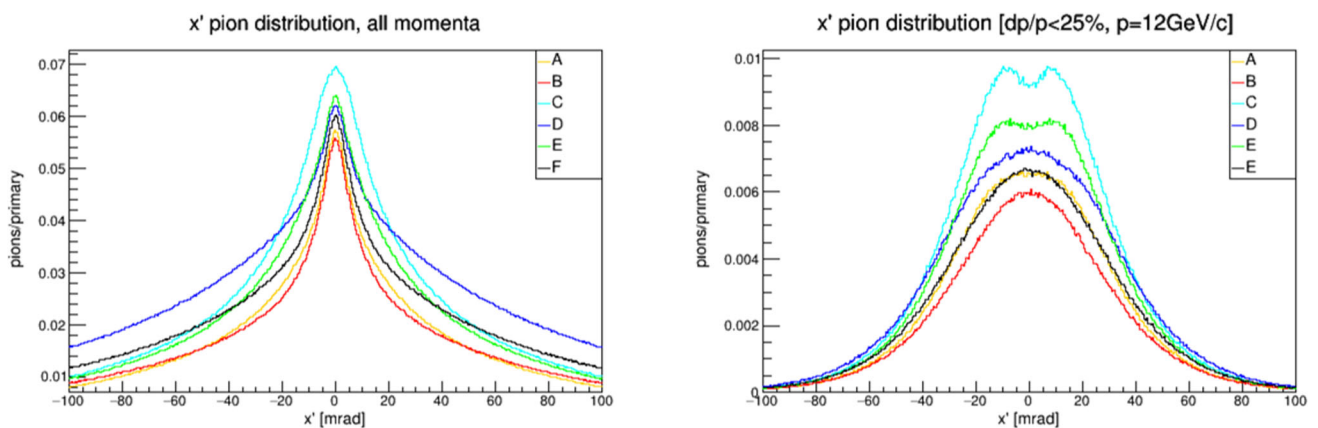 x' pion distribution, all momenta
pions/primary
0.07
0.06
0.05
0.04
0.03
0.02
0.01
A
B
C
D
E
F
−100 −80 −60 −40 −20 0 20 40 60 80 100
x' [mrad]
x' pion distribution [dp/p<25%, p=12GeV/c]
pions/primary
0.01
0.008
0.006
0.004
0.002
0
A
B
C
D
E
E
−100 −80 −60 −40 −20 0 20 40 60 80 100
x' [mrad]